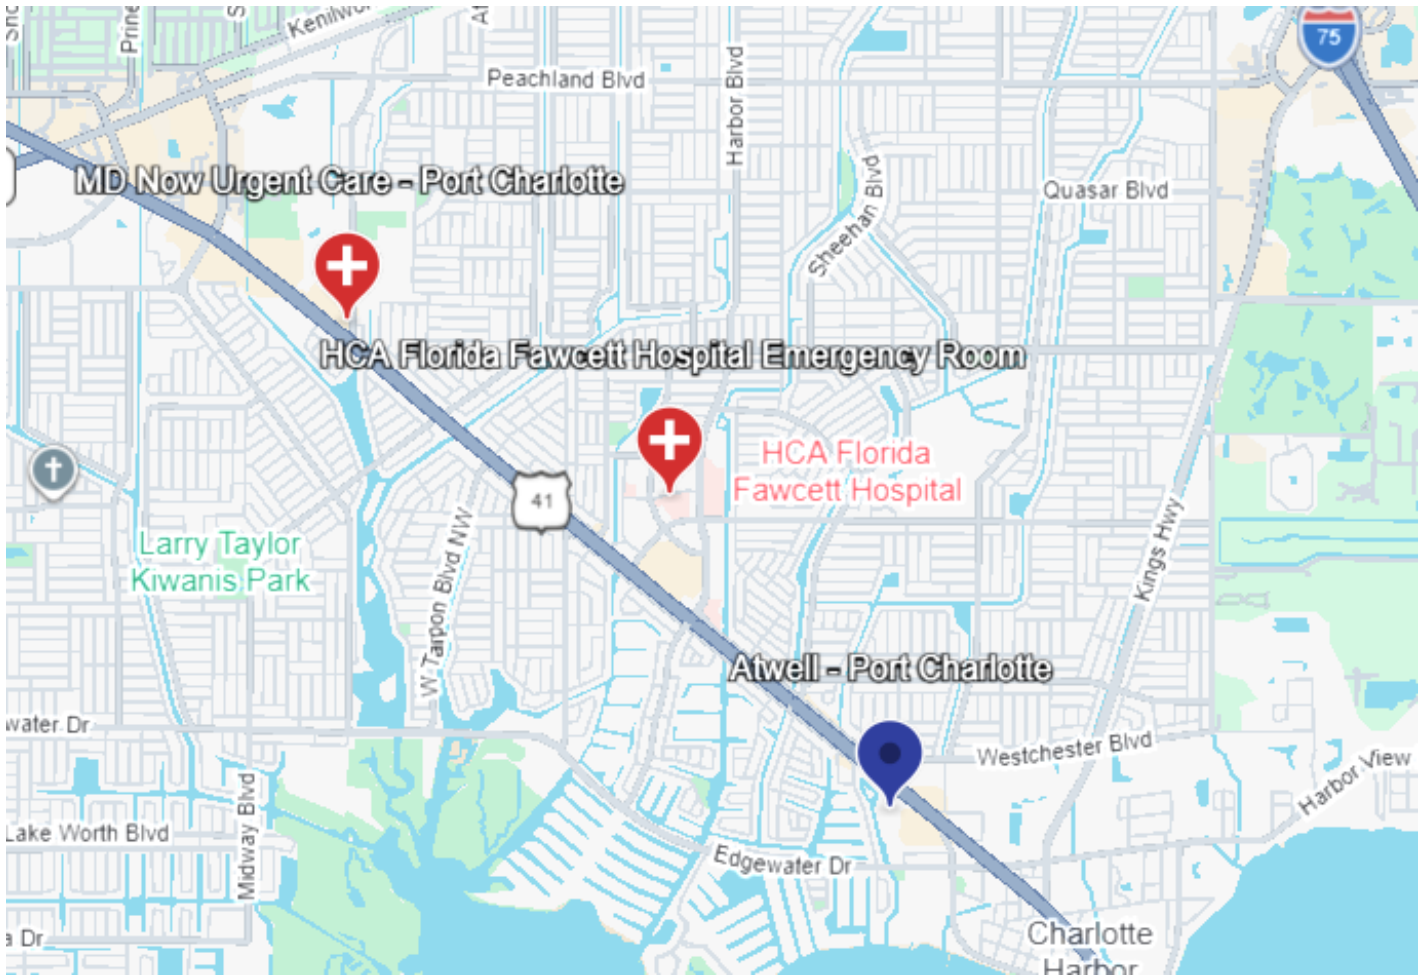 Kenilwor
75
Peachland Blvd
Harbor Blvd
MD Now Urgent Care - Port Charlotte
Sheehan Blvd
Quasar Blvd
HCA Florida Fawcett Hospital Emergency Room
HCA Florida
Fawcett Hospital
41
Larry Taylor
Kiwanis Park
W Tarpon Blvd NW
Kings Hwy
Atwell - Port Charlotte
water Dr
Westchester Blvd
Harbor View
Lake Worth Blvd
Midway Blvd
Edgewater Dr
a Dr
Charlotte
Harbor